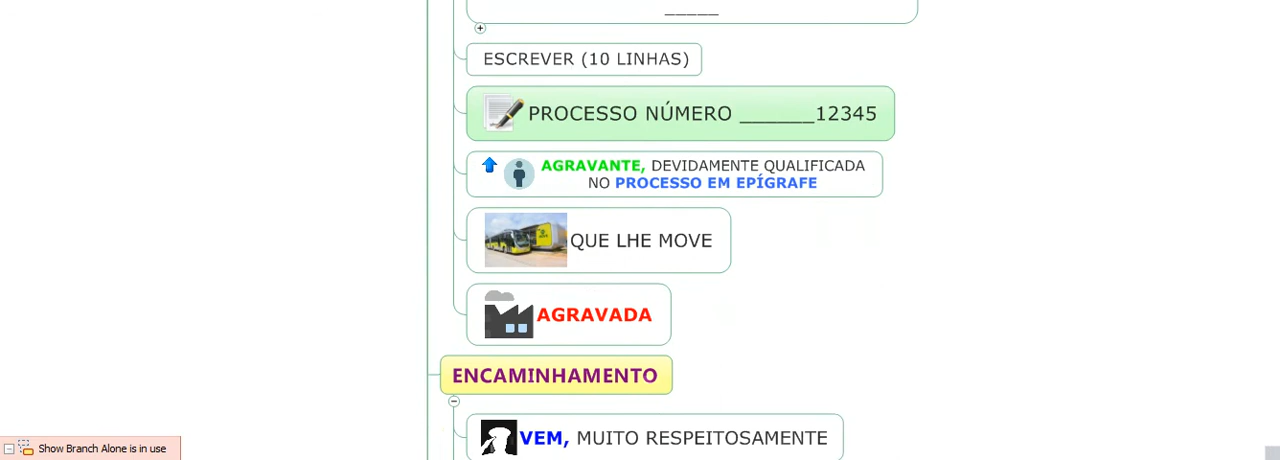 _____
ESCREVER (10 LINHAS)
PROCESSO NÚMERO ______12345
AGRAVANTE, DEVIDAMENTE QUALIFICADA
NO PROCESSO EM EPÍGRAFE
QUE LHE MOVE
AGRAVADA
ENCAMINHAMENTO
VEM, MUITO RESPEITOSAMENTE
Show Branch Alone is in use